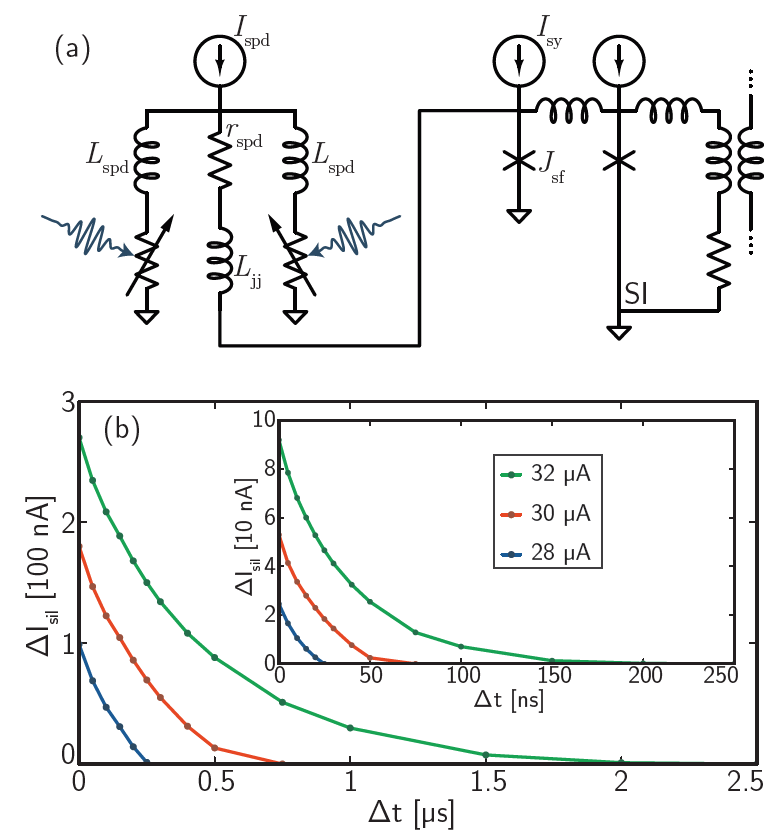 (a)
I_spd
I_sy
r_spd
L_spd
L_spd
J_sf
L_jj
SI
(b)
3
2
1
0
ΔI_sil [100 nA]
0 0.5 1 1.5 2 2.5
Δt [μs]
10
8
6
4
2
0
ΔI_sil [10 nA]
0 50 100 150 200 250
Δt [ns]
32 μA
30 μA
28 μA